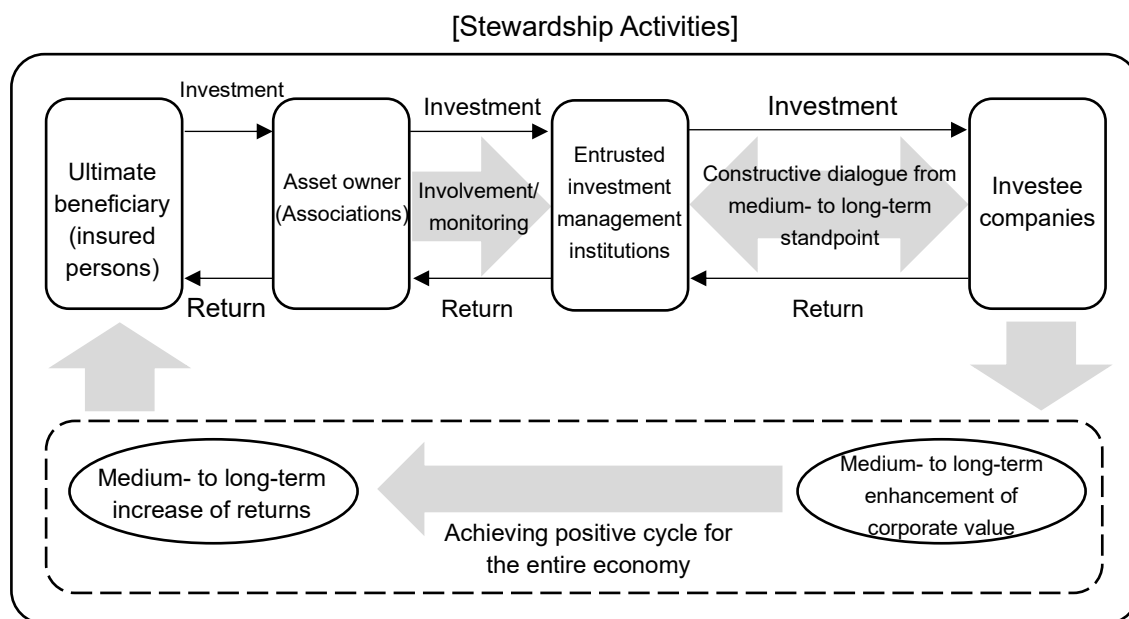 [Stewardship Activities]
Investment
Investment
Investment
Ultimate
beneficiary
(insured
persons)
Asset owner
(Associations)
Involvement/
monitoring
Entrusted
investment
management
institutions
Constructive dialogue from
medium- to long-term
standpoint
Investee
companies
Return
Return
Return
Medium- to long-term
increase of returns
Achieving positive cycle for
the entire economy
Medium- to long-term
enhancement of
corporate value